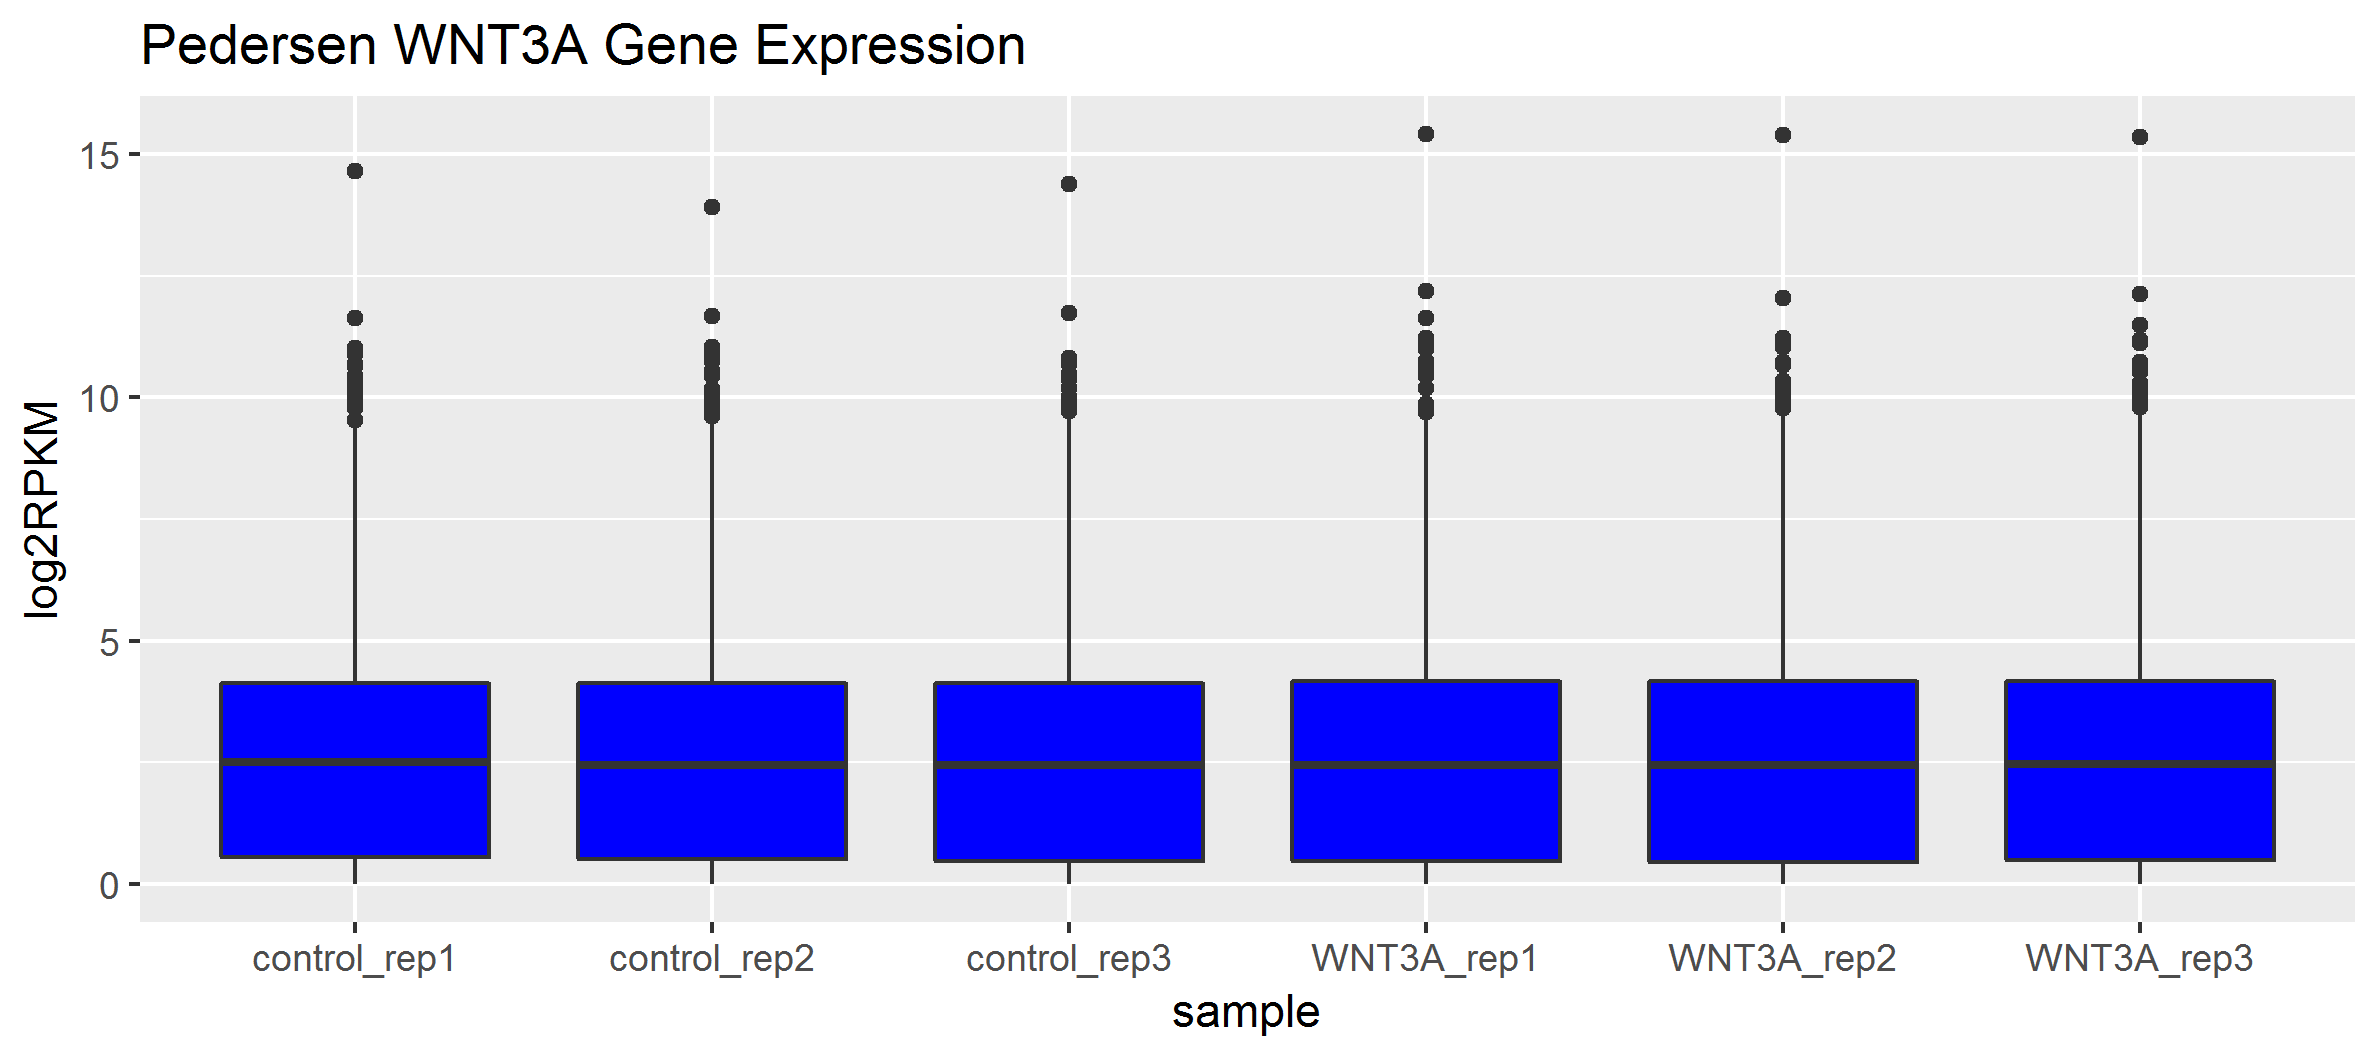 Pedersen WNT3A Gene Expression
15
10
5
0
log2RPKM
control_rep1 control_rep2 control_rep3 WNT3A_rep1 WNT3A_rep2 WNT3A_rep3
sample